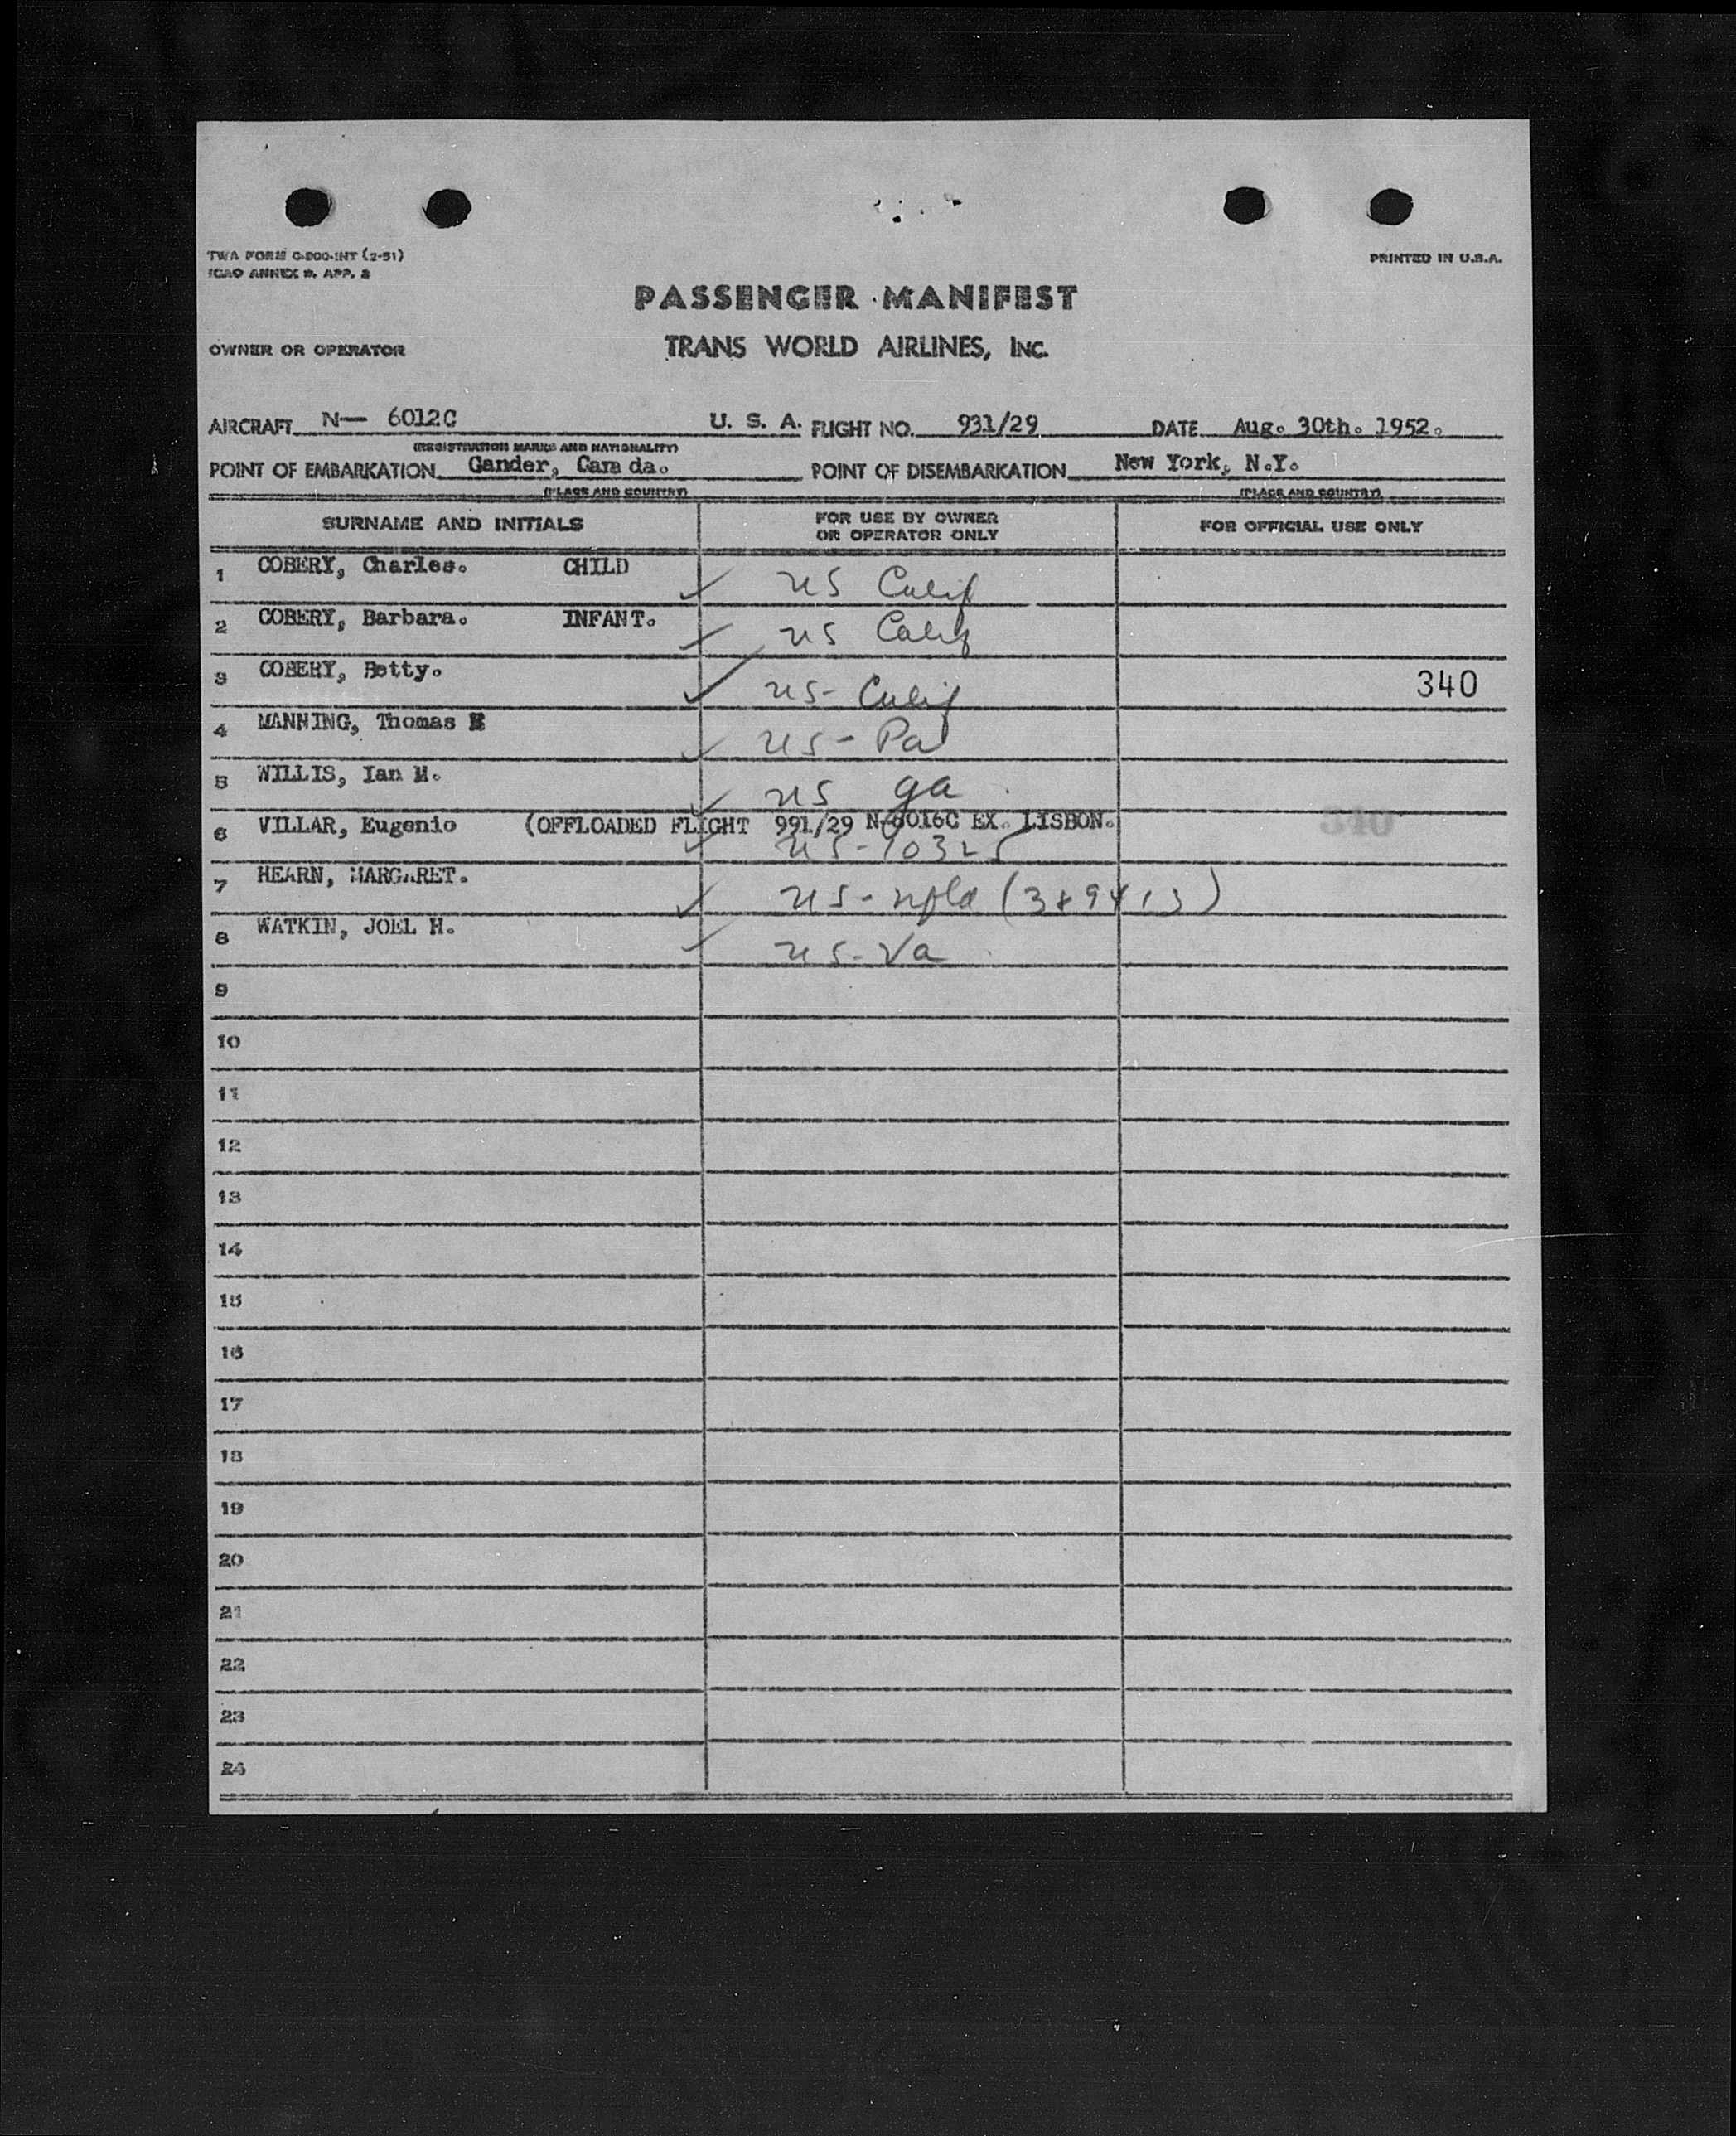 TWA FORM O-200-INT (2-51)
ICAO ANNEX 9. APP. 3
PRINTED IN U.S.A.
PASSENGER MANIFEST
OWNER OR OPERATOR TRANS WORLD AIRLINES, INC.
AIRCRAFT N— 6012C U. S. A. FLIGHT NO. 931/29 DATE Aug. 30th. 1952.
(REGISTRATION MARKS AND NATIONALITY)
POINT OF EMBARKATION Gander, Cana da. POINT OF DISEMBARKATION New York, N.Y.
(PLACE AND COUNTRY) (PLACE AND COUNTRY)
SURNAME AND INITIALS FOR USE BY OWNER OR OPERATOR ONLY FOR OFFICIAL USE ONLY
1 COBERY, Charles. CHILD ✓ US Calif
2 COBERY, Barbara. INFANT. ✓ US Calif
3 COBERY, Betty. ✓ US- Calif 340
4 MANNING, Thomas ✓ US - Pa
5 WILLIS, Ian M. ✓ US ga
6 VILLAR, Eugenio (OFFLOADED FLIGHT 991/29 N-6016C EX. LISBON. 340
✓ US-
7 HEARN, MARGARET. ✓ US- nfld
8 WATKIN, JOEL H. ✓ US- Va
9
10
11
12
13
14
15
16
17
18
19
20
21
22
23
24